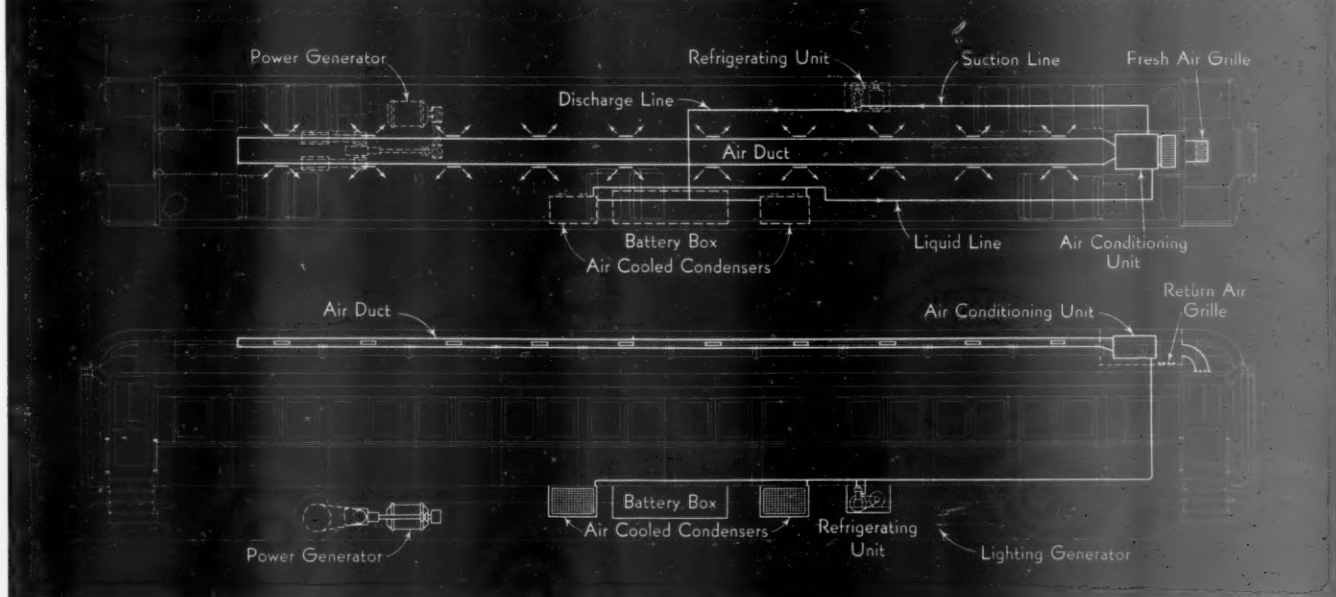 Power Generator
Refrigerating Unit
Suction Line
Fresh Air Grille
Discharge Line
Air Duct
Battery Box
Air Cooled Condensers
Liquid Line
Air Conditioning
Unit
Return Air
Grille
Air Duct
Air Conditioning Unit
Battery Box
Air Cooled Condensers
Refrigerating
Unit
Power Generator
Lighting Generator